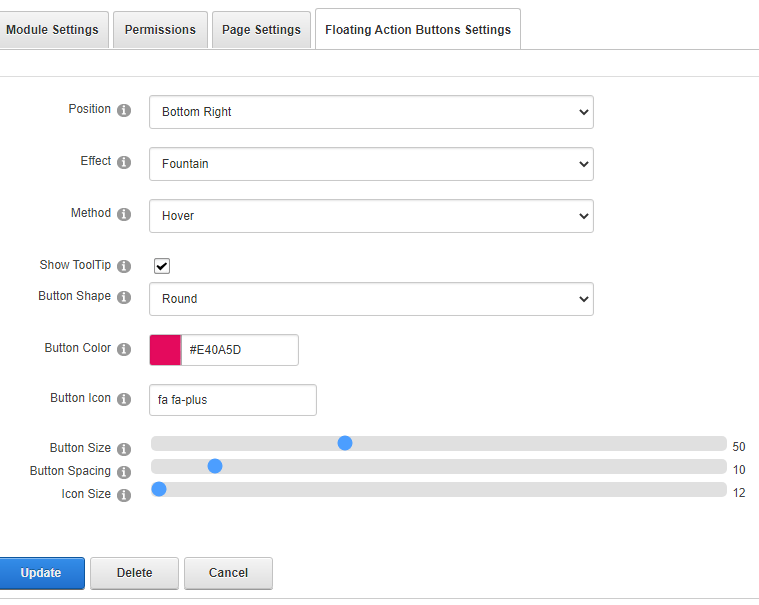 Module Settings Permissions Page Settings Floating Action Buttons Settings
Position Bottom Right
Effect Fountain
Method Hover
Show ToolTip
Button Shape Round
Button Color #E40A5D
Button Icon fa fa-plus
Button Size 50
Button Spacing 10
Icon Size 12
Update Delete Cancel